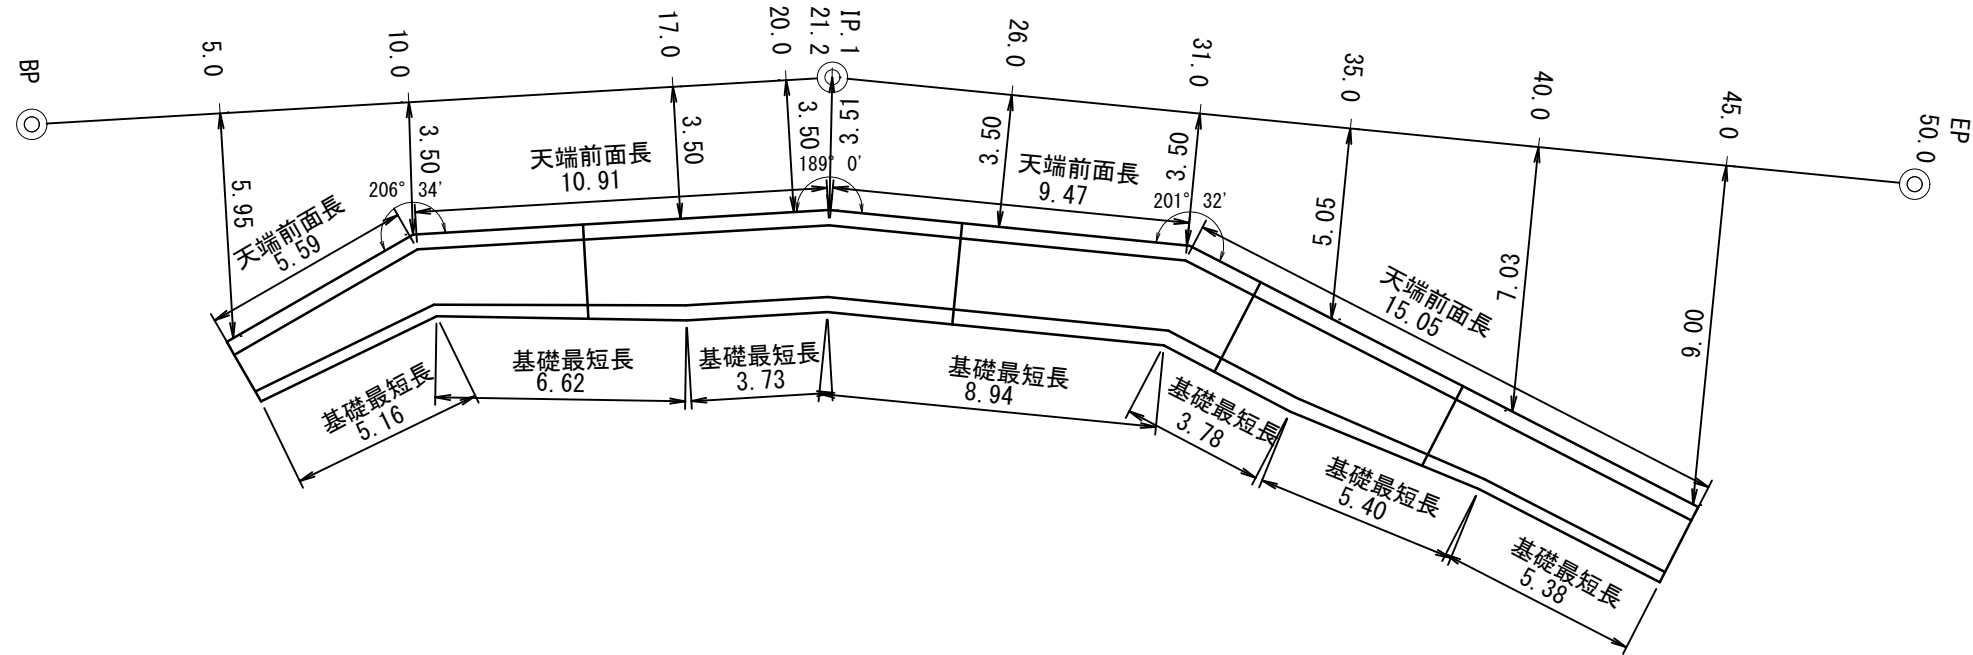 BP
5.0
10.0
17.0
20.0
IP.1
21.2
26.0
31.0
35.0
40.0
45.0
EP
50.0
5.95
3.50
3.50
3.50
3.51
3.50
3.50
5.05
7.03
9.00
206° 34'
189° 0'
201° 32'
天端前面長
5.59
天端前面長
10.91
天端前面長
9.47
天端前面長
15.05
基礎最短長
5.16
基礎最短長
6.62
基礎最短長
3.73
基礎最短長
8.94
基礎最短長
3.78
基礎最短長
5.40
基礎最短長
5.38